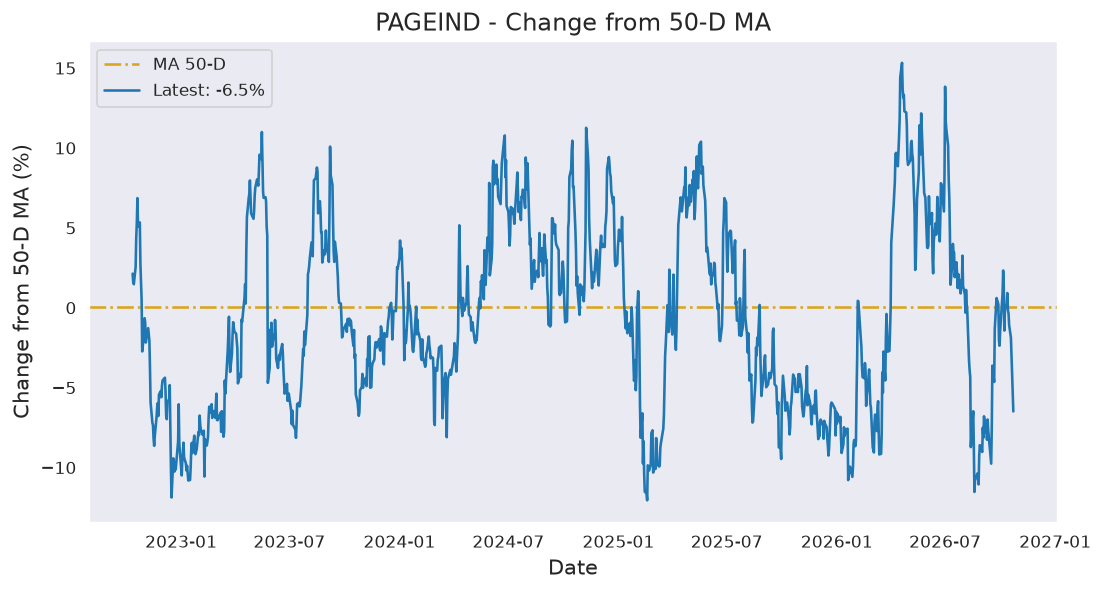 PAGEIND - Change from 50-D MA
MA 50-D
Latest: -6.5%
Change from 50-D MA (%)
15
10
5
0
−5
−10
2023-01 2023-07 2024-01 2024-07 2025-01 2025-07 2026-01 2026-07 2027-01
Date